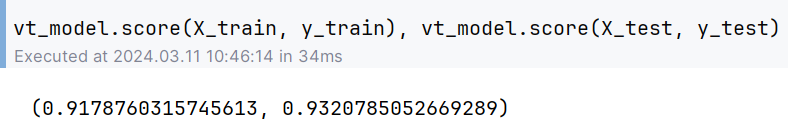 vt_model.score(X_train, y_train), vt_model.score(X_test, y_test)
Executed at 2024.03.11 10:46:14 in 34ms
(0.9178760315745613, 0.9320785052669289)